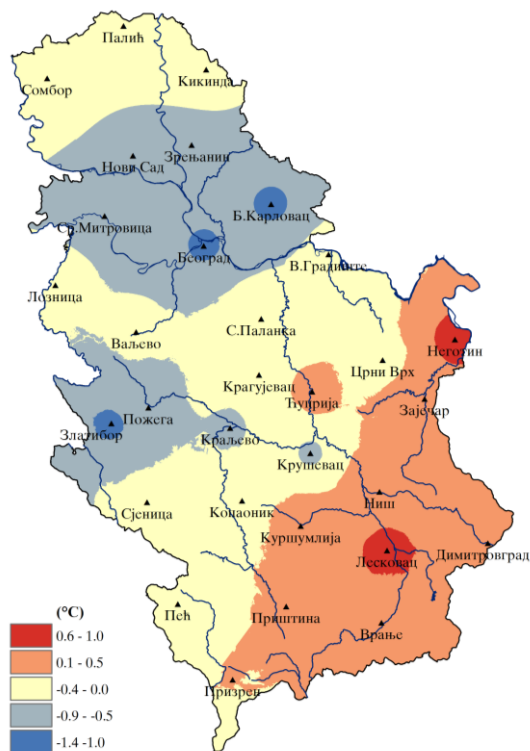 Палић
Кикинда
Сомбор
Зрењанин
Нови Сад
Б.Карловац
Ср.Митровица
Београд
В.Градиште
Лозница
С.Паланка
Ваљево
Неготин
Црни Врх
Крагујевац
Ћуприја
Зајечар
Пожега
Златибор
Краљево
Крушевац
Ниш
Сјеница
Копаоник
Куршумлија
Димитровград
Лесковац
Пећ
Приштина
Врање
Призрен
(°C)
0.6 - 1.0
0.1 - 0.5
-0.4 - 0.0
-0.9 - -0.5
-1.4 -1.0